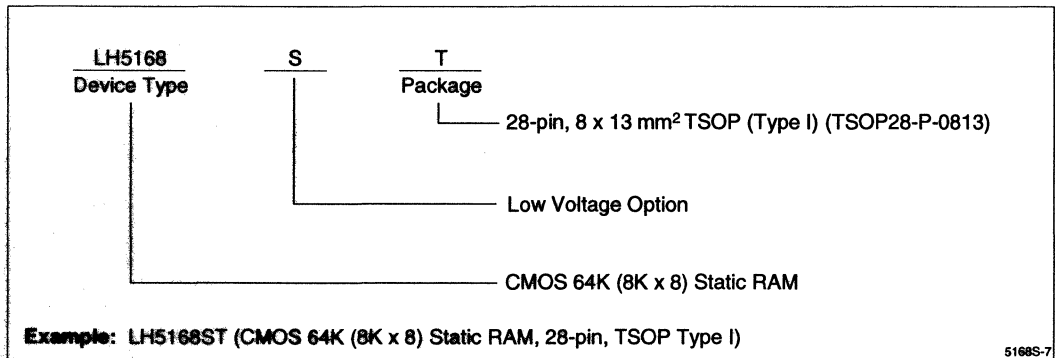 LH5168 S T
Device Type Package
28-pin, 8 x 13 mm² TSOP (Type I) (TSOP28-P-0813)
Low Voltage Option
CMOS 64K (8K x 8) Static RAM
Example: LH5168ST (CMOS 64K (8K x 8) Static RAM, 28-pin, TSOP Type I)
5168S-7